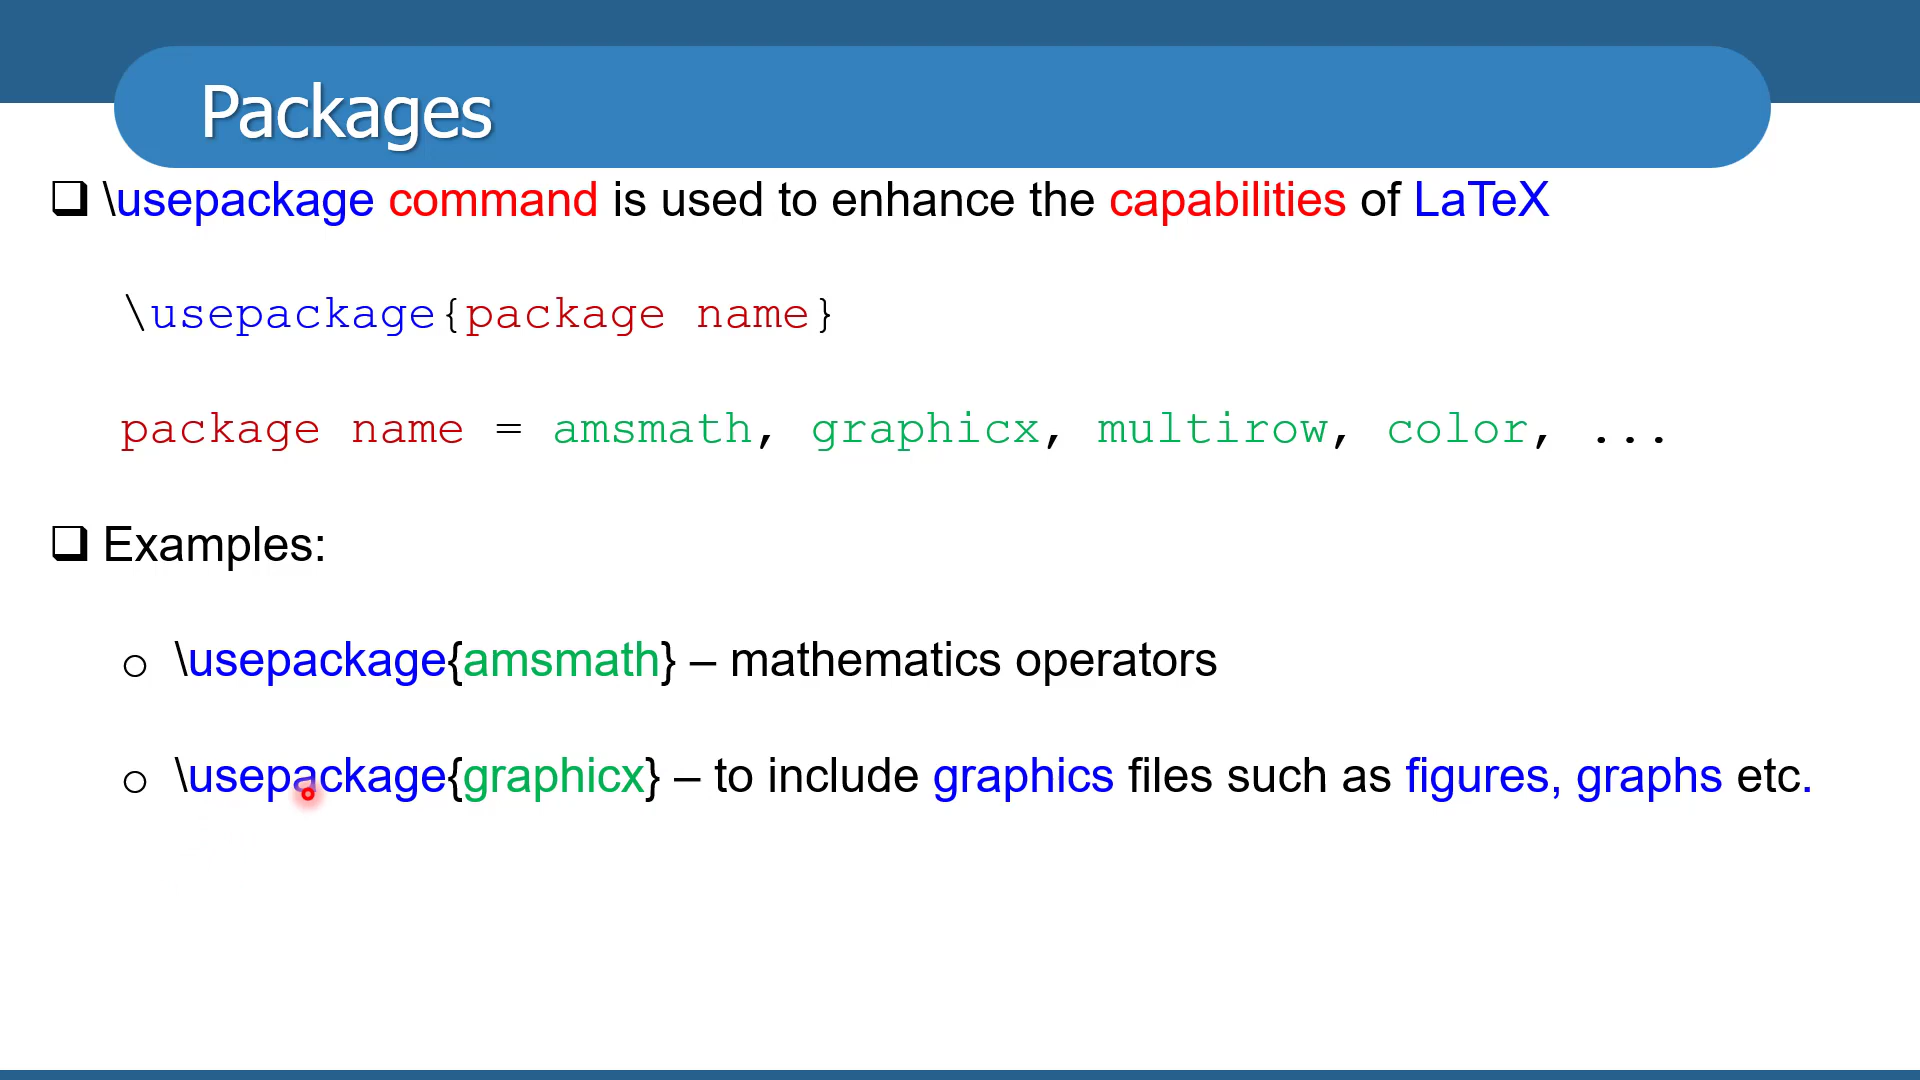 Packages
❑ \usepackage command is used to enhance the capabilities of LaTeX
\usepackage{package name}
package name = amsmath, graphicx, multirow, color, ...
❑ Examples:
o \usepackage{amsmath} – mathematics operators
o \usepackage{graphicx} – to include graphics files such as figures, graphs etc.